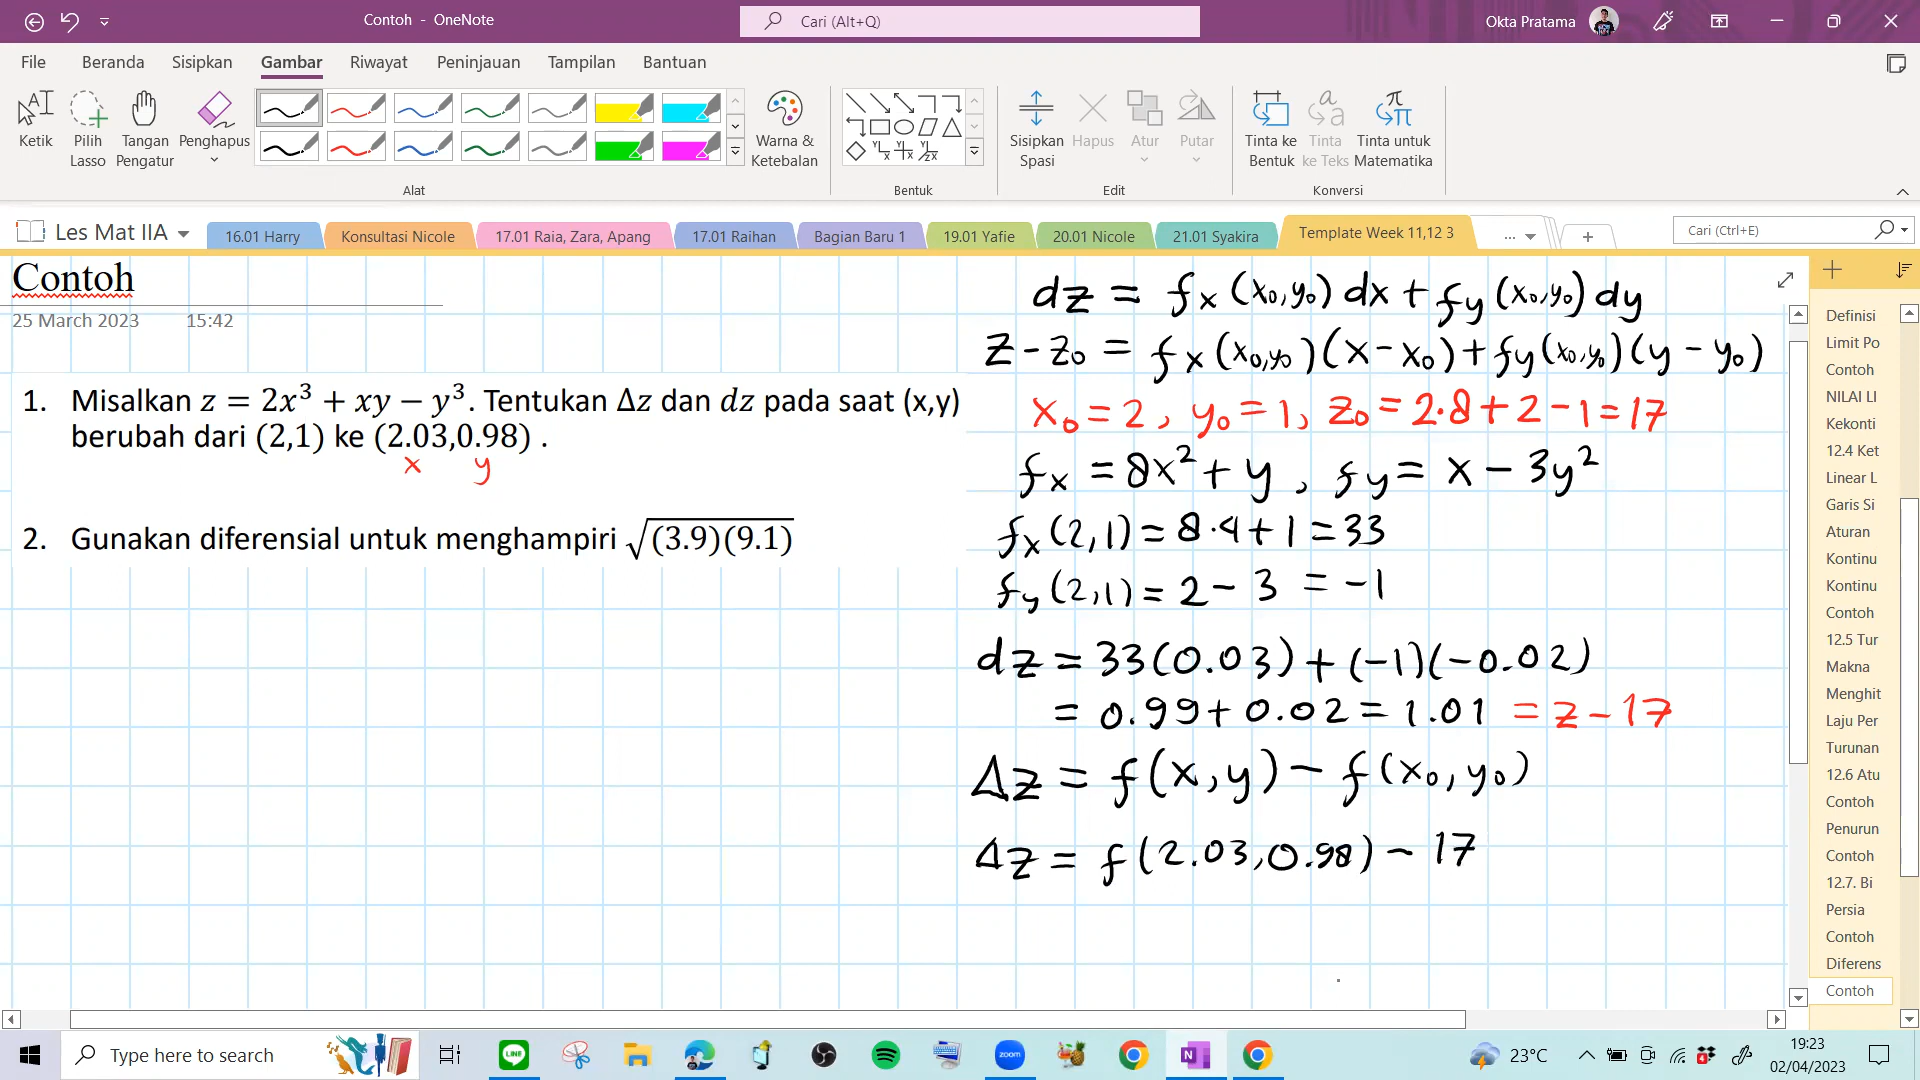 Contoh - OneNote
Cari (Alt+Q)
Okta Pratama
File Beranda Sisipkan Gambar Riwayat Peninjauan Tampilan Bantuan
Ketik
Pilih Lasso
Tangan Pengatur
Penghapus
Warna & Ketebalan
Sisipkan Spasi
Hapus
Atur
Putar
Tinta ke Bentuk
Tinta ke Teks
Tinta untuk Matematika
Alat
Bentuk
Edit
Konversi
Les Mat IIA
16.01 Harry
Konsultasi Nicole
17.01 Raia, Zara, Apang
17.01 Raihan
Bagian Baru 1
19.01 Yafie
20.01 Nicole
21.01 Syakira
Template Week 11,12 3
...
Cari (Ctrl+E)
Contoh
25 March 2023 15:42
1. Misalkan z = 2x³ + xy − y³. Tentukan Δz dan dz pada saat (x,y)
berubah dari (2,1) ke (2.03,0.98) .
x y
2. Gunakan diferensial untuk menghampiri √(3.9)(9.1)
dz = fx (x₀,y₀) dx + fy (x₀,y₀) dy
z - z₀ = fx (x₀,y₀)(x - x₀) + fy (x₀,y₀)(y - y₀)
x₀ = 2 , y₀ = 1, z₀ = 2·8 + 2 - 1 = 17
fx = 8x² + y , fy = x - 3y²
fx (2,1) = 8·4 + 1 = 33
fy (2,1) = 2 - 3 = -1
dz = 33(0.03) + (-1)(-0.02)
= 0.99 + 0.02 = 1.01 = z - 17
Δz = f(x,y) - f(x₀,y₀)
Δz = f(2.03,0.98) - 17
Definisi
Limit Po
Contoh
NILAI LI
Kekonti
12.4 Ket
Linear L
Garis Si
Aturan
Kontinu
Kontinu
Contoh
12.5 Tur
Makna
Menghit
Laju Per
Turunan
12.6 Atu
Contoh
Penurun
Contoh
12.7. Bi
Persia
Contoh
Diferens
Contoh
Type here to search
LINE
zoom
N
23°C
4
19:23
02/04/2023